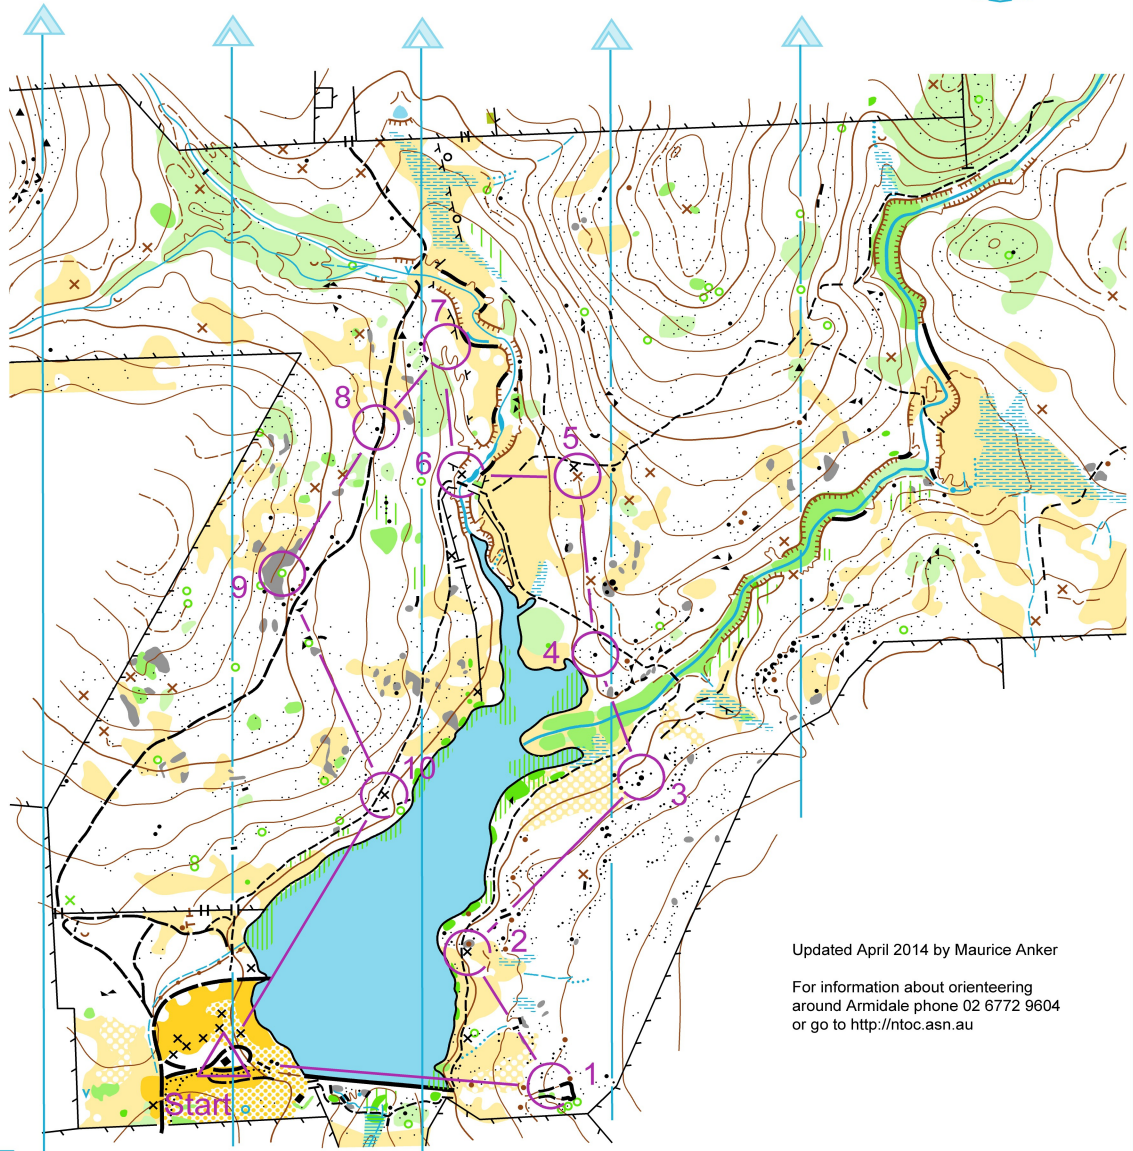 7
8
5
6
9
4
10
3
2
1
Start
Updated April 2014 by Maurice Anker
For information about orienteering
around Armidale phone 02 6772 9604
or go to http://ntoc.asn.au